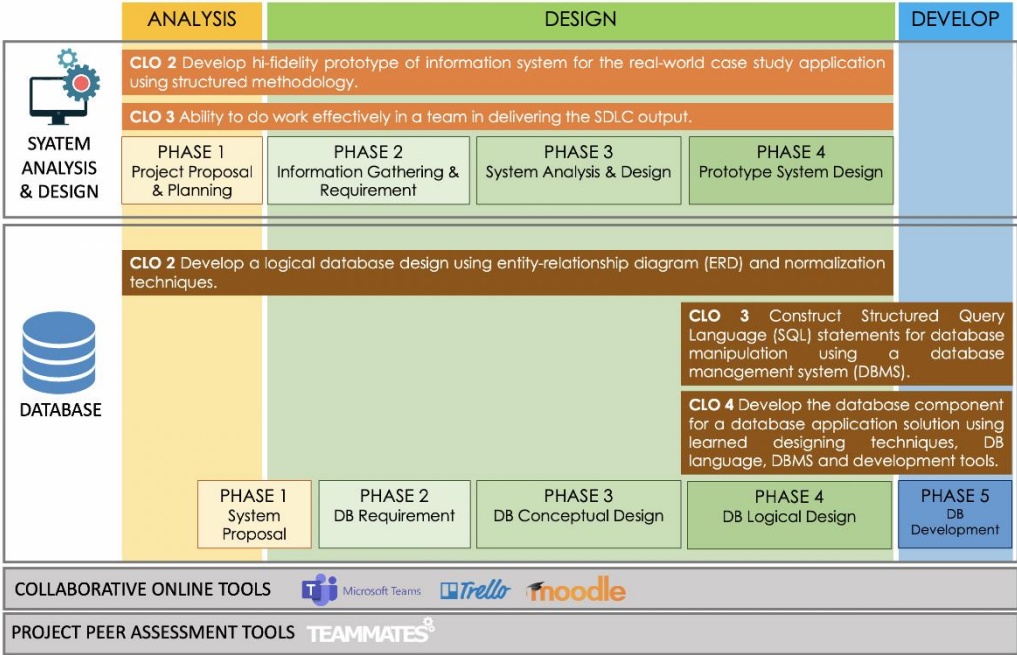 ANALYSIS
DESIGN
DEVELOP
SYATEM
ANALYSIS
& DESIGN
CLO 2 Develop hi-fidelity prototype of information system for the real-world case study application
using structured methodology.
CLO 3 Ability to do work effectively in a team in delivering the SDLC output.
PHASE 1
Project Proposal
& Planning
PHASE 2
Information Gathering &
Requirement
PHASE 3
System Analysis & Design
PHASE 4
Prototype System Design
DATABASE
CLO 2 Develop a logical database design using entity-relationship diagram (ERD) and normalization
techniques.
CLO 3 Construct Structured Query
Language (SQL) statements for database
manipulation using a database
management system (DBMS).
CLO 4 Develop the database component
for a database application solution using
learned designing techniques, DB
language, DBMS and development tools.
PHASE 1
System
Proposal
PHASE 2
DB Requirement
PHASE 3
DB Conceptual Design
PHASE 4
DB Logical Design
PHASE 5
DB
Development
COLLABORATIVE ONLINE TOOLS
T
Microsoft Teams
Trello
moodle
PROJECT PEER ASSESSMENT TOOLS
TEAMMATES